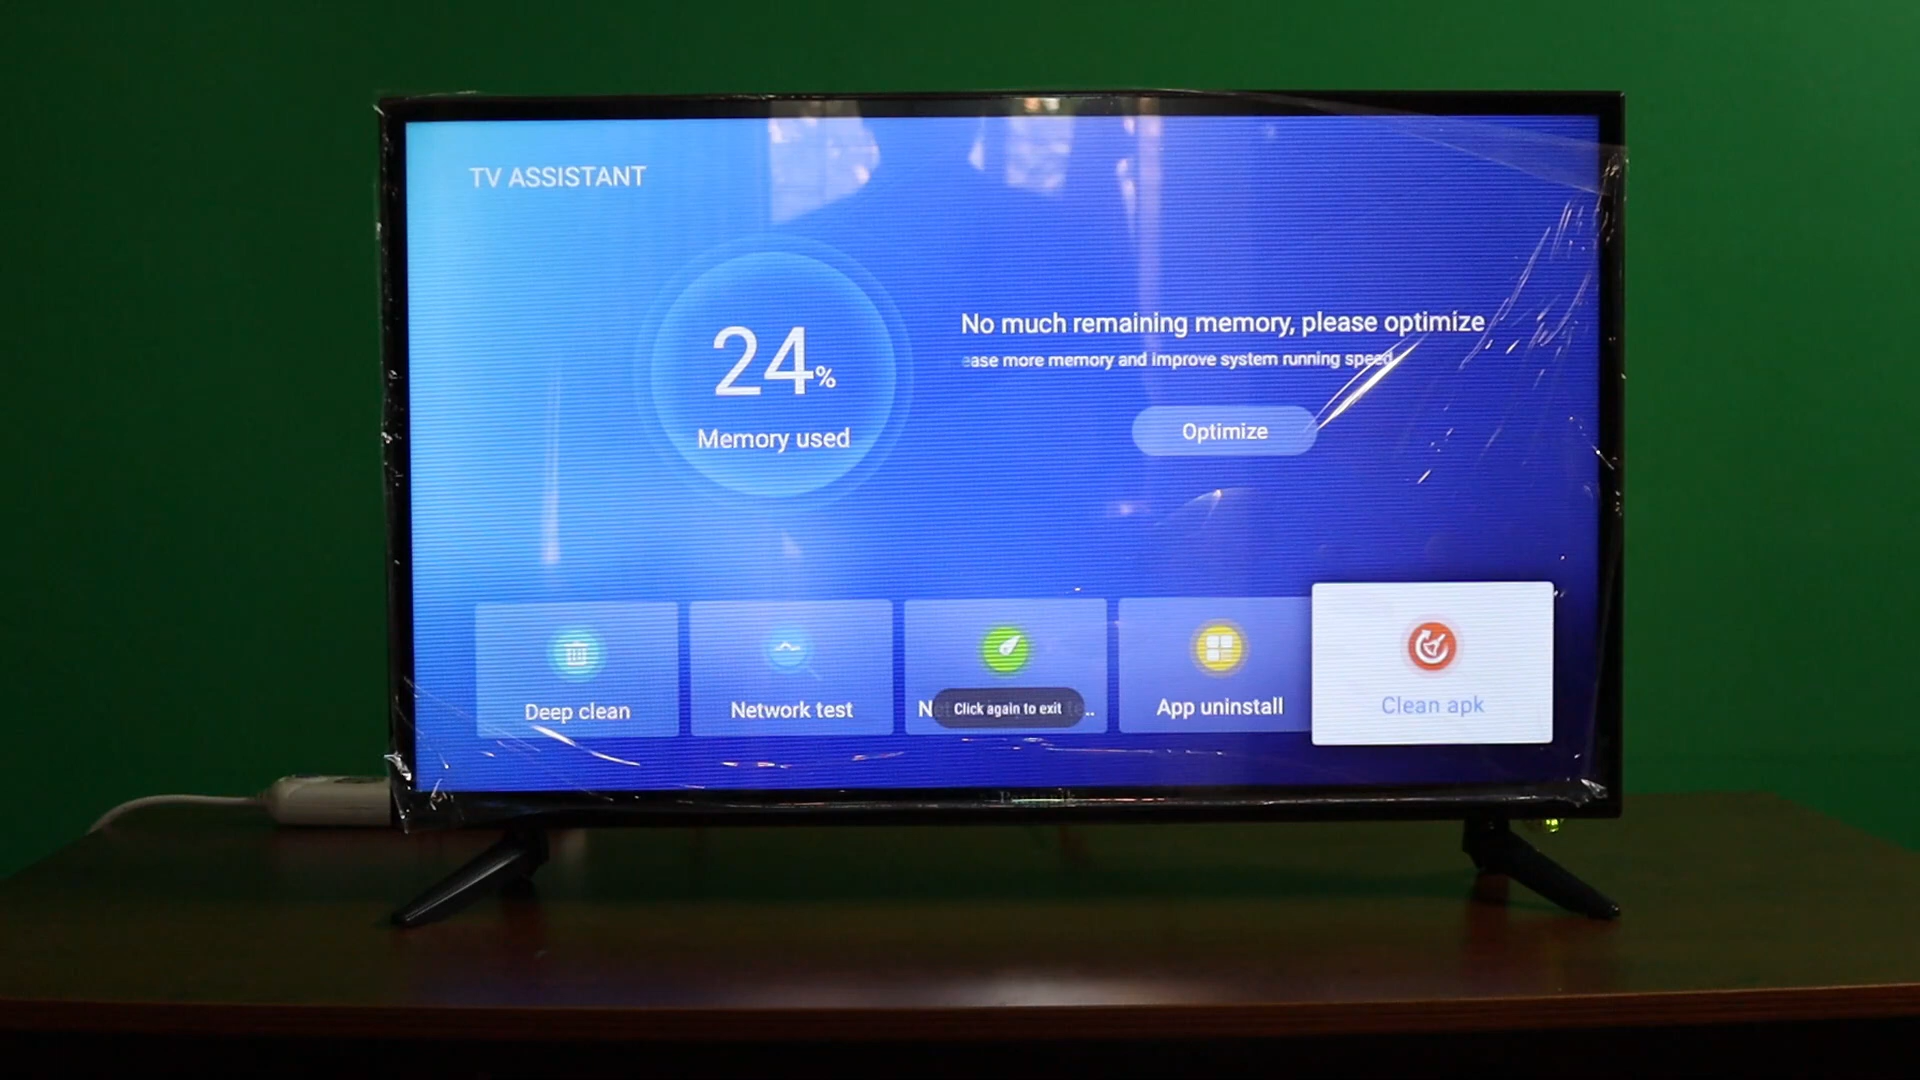 TV ASSISTANT
24%
Memory used
No much remaining memory, please optimize
ease more memory and improve system running speed
Optimize
Deep clean
Network test
Click again to exit
App uninstall
Clean apk